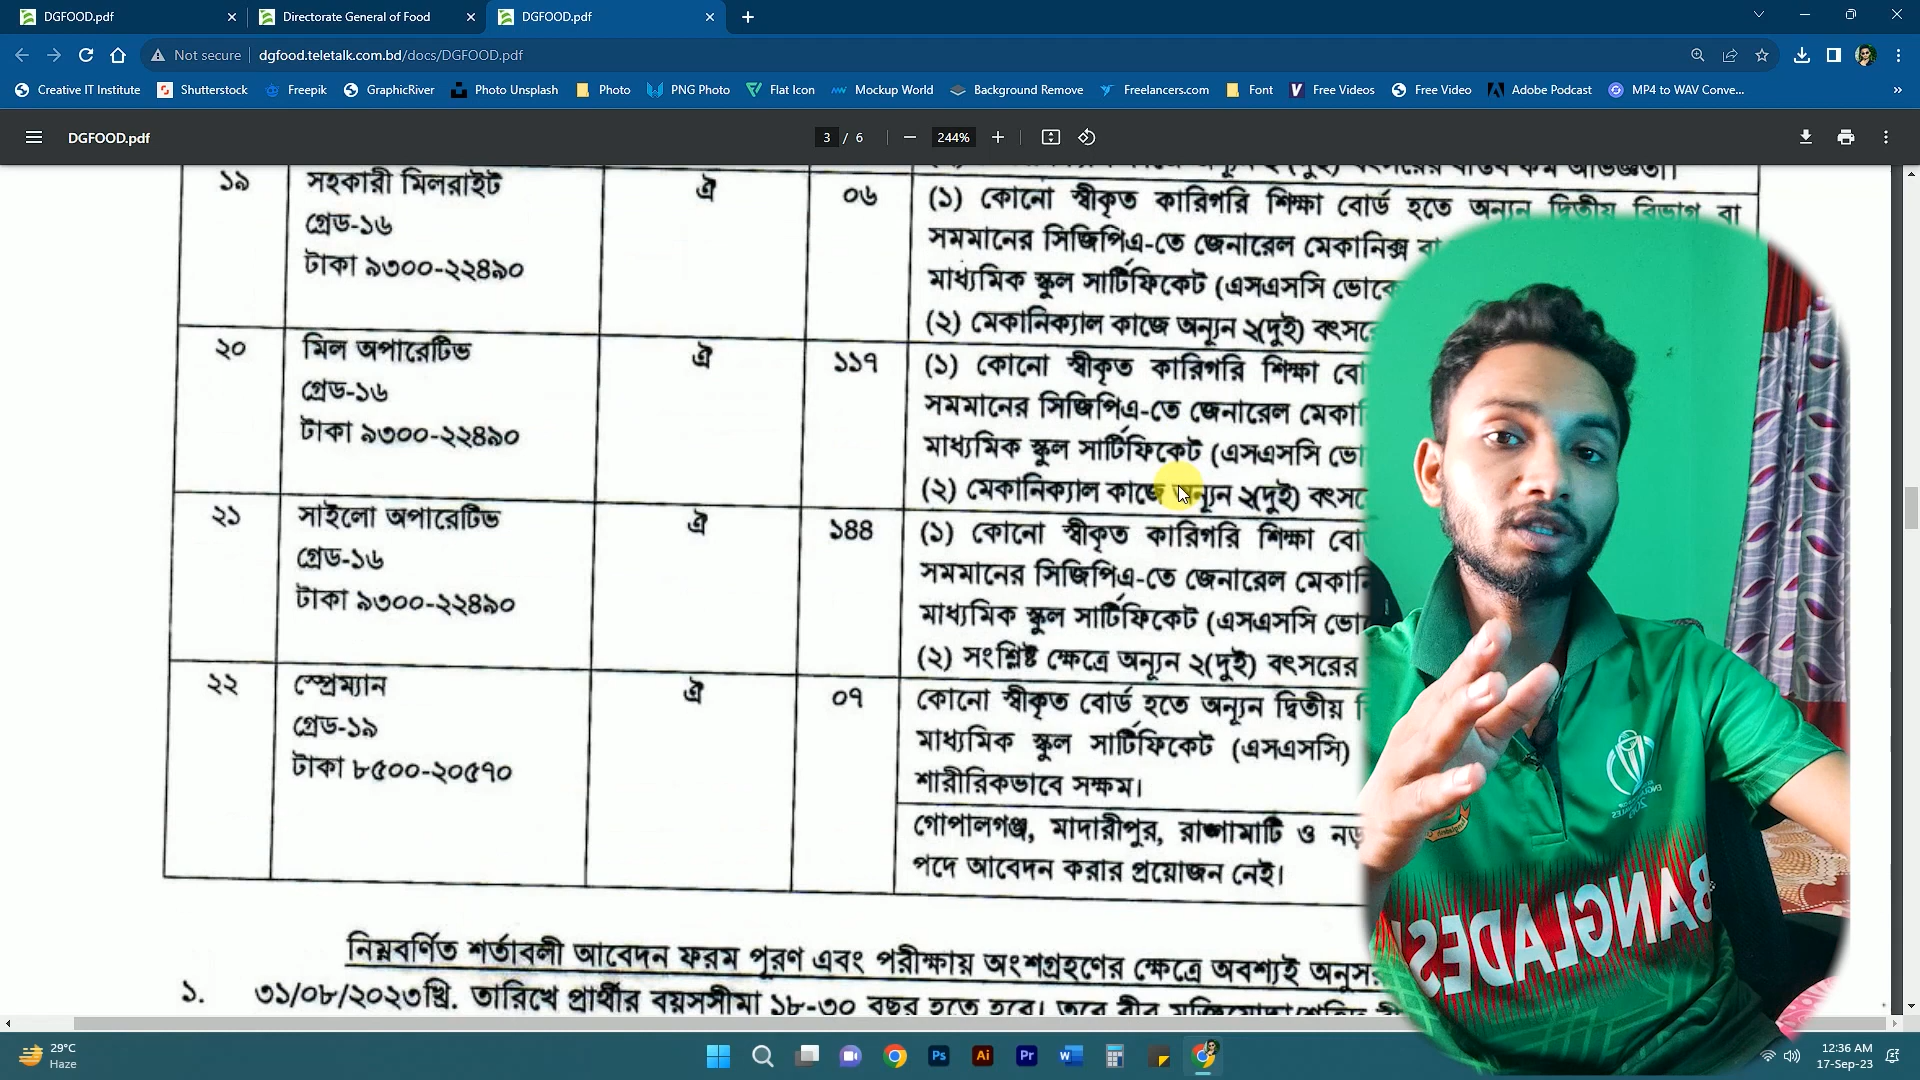 DGFOOD.pdf
Directorate General of Food
DGFOOD.pdf
Not secure
dgfood.teletalk.com.bd/docs/DGFOOD.pdf
Creative IT Institute
Shutterstock
Freepik
GraphicRiver
Photo Unsplash
Photo
PNG Photo
Flat Icon
Mockup World
Background Remove
Freelancers.com
Font
Free Videos
Free Video
Adobe Podcast
MP4 to WAV Conve...
DGFOOD.pdf
3 / 6
244%
১৯
সহকারী মিলরাইট
গ্রেড-১৬
টাকা ৯৩০০-২২৪৯০
ঐ
০৬
(১) কোনো স্বীকৃত কারিগরি শিক্ষা বোর্ড হতে অন্যূন দ্বিতীয় বিভাগ বা
সমমানের সিজিপিএ-তে জেনারেল মেকানিক্স বা
মাধ্যমিক স্কুল সার্টিফিকেট (এসএসসি ভোকে
(২) মেকানিক্যাল কাজে অন্যূন ২(দুই) বৎসরে
২০
মিল অপারেটিভ
গ্রেড-১৬
টাকা ৯৩০০-২২৪৯০
ঐ
১১৭
(১) কোনো স্বীকৃত কারিগরি শিক্ষা বো
সমমানের সিজিপিএ-তে জেনারেল মেকা
মাধ্যমিক স্কুল সার্টিফিকেট (এসএসসি ভো
(২) মেকানিক্যাল কাজে অন্যূন ২(দুই) বৎসরে
২১
সাইলো অপারেটিভ
গ্রেড-১৬
টাকা ৯৩০০-২২৪৯০
ঐ
১৪৪
(১) কোনো স্বীকৃত কারিগরি শিক্ষা বো
সমমানের সিজিপিএ-তে জেনারেল মেকানি
মাধ্যমিক স্কুল সার্টিফিকেট (এসএসসি ভো
(২) সংশ্লিষ্ট ক্ষেত্রে অন্যূন ২(দুই) বৎসরের
২২
স্প্রেম্যান
গ্রেড-১৯
টাকা ৮৫০০-২০৫৭০
ঐ
০৭
কোনো স্বীকৃত বোর্ড হতে অন্যূন দ্বিতীয়
মাধ্যমিক স্কুল সার্টিফিকেট (এসএসসি)
শারীরিকভাবে সক্ষম।
গোপালগঞ্জ, মাদারীপুর, রাঙ্গামাটি ও নড়
পদে আবেদন করার প্রয়োজন নেই।
নিম্নবর্ণিত শর্তাবলী আবেদন ফরম পূরণ এবং পরীক্ষায় অংশগ্রহণের ক্ষেত্রে অবশ্যই অনুসর
১. ৩১/০৮/২০২৩খ্রি. তারিখে প্রার্থীর বয়সসীমা ১৮-৩০ বছর হতে হবে। তবে বীর
BANGLADES
29°C
Haze
12:36 AM
17-Sep-23